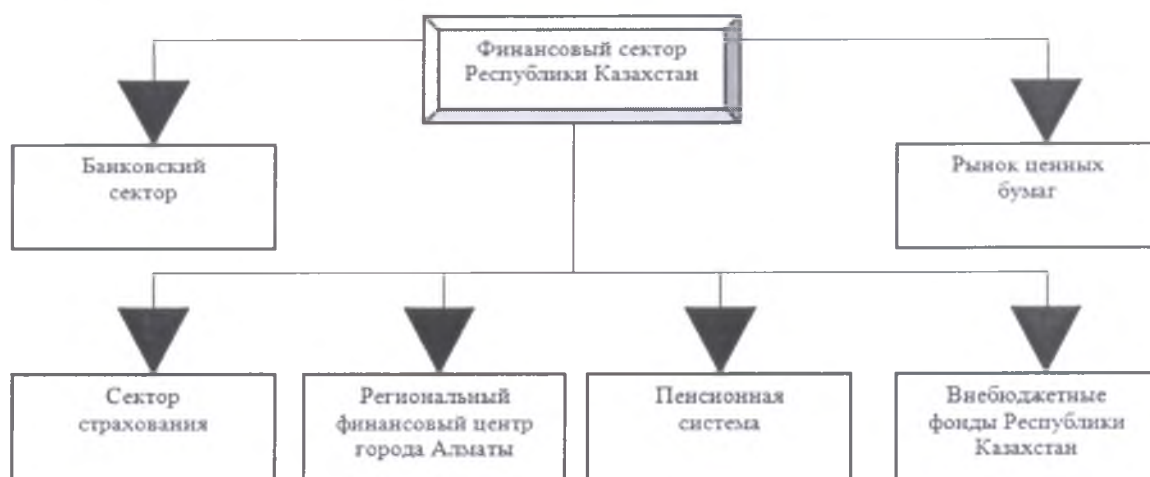 Финансовый сектор
Республики Казахстан
Банковский
сектор
Рынок ценных
бумаг
Сектор
страхования
Региональный
финансовый центр
города Алматы
Пенсионная
система
Внебюджетные
фонды Республики
Казахстан